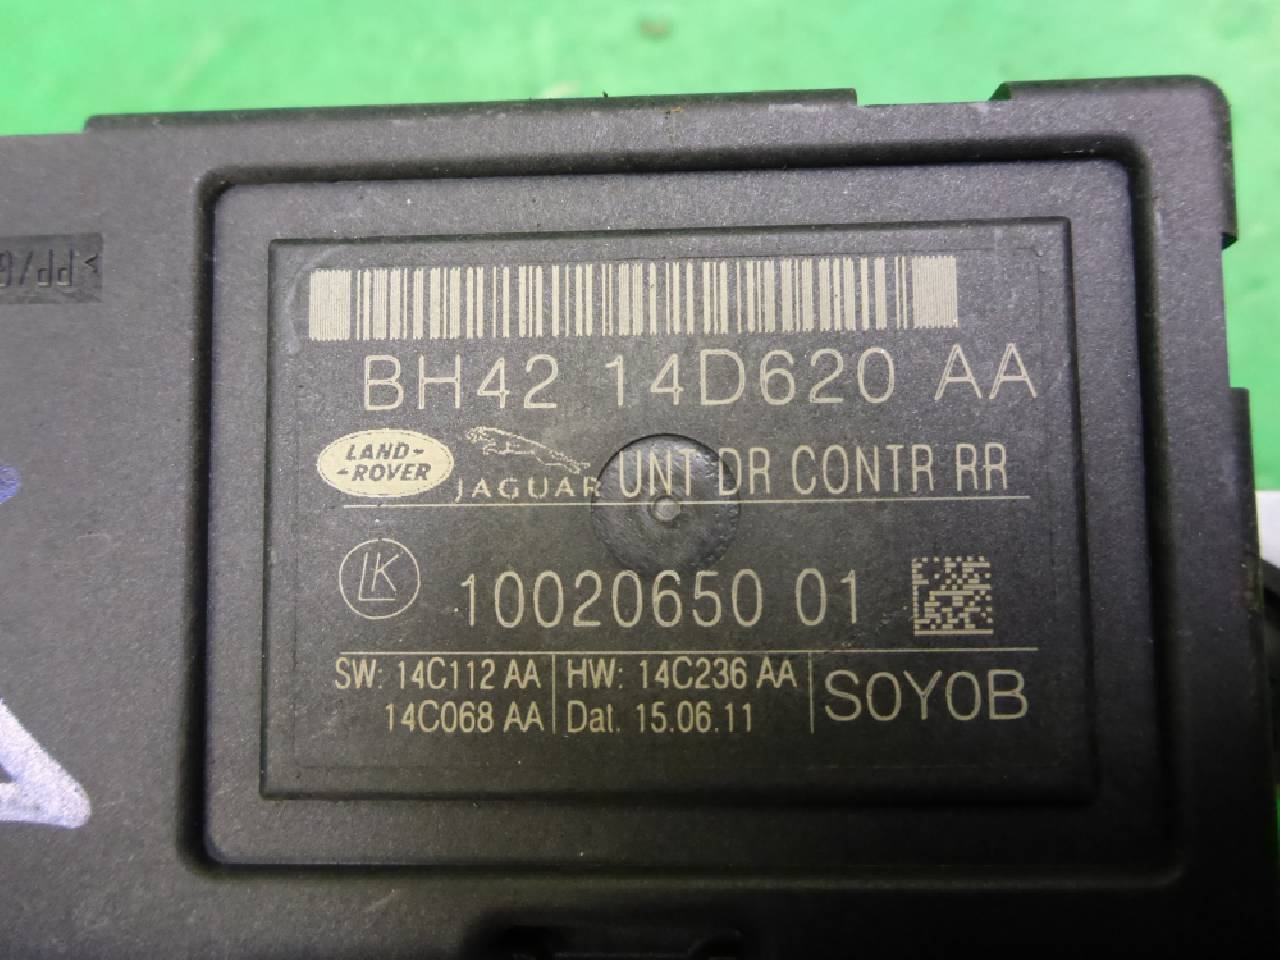 BH42 14D620 AA
LAND-
-ROVER
JAGUAR
UNT DR CONTR RR
LK
10020650 01
SW: 14C112 AA
14C068 AA
HW: 14C236 AA
Dat. 15.06.11
S0Y0B